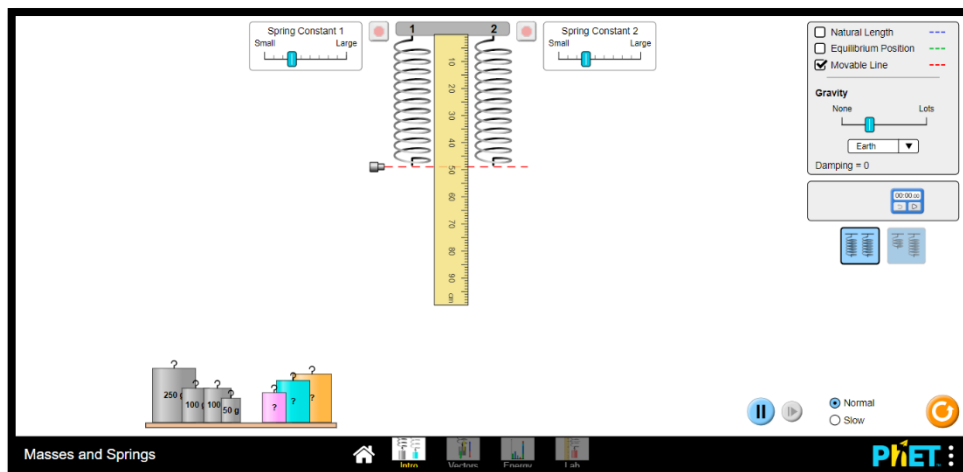 Spring Constant 1
Small Large
1
2
Spring Constant 2
Small Large
10
20
30
40
50
60
70
80
90
cm
Natural Length
Equilibrium Position
Movable Line
Gravity
None Lots
Earth
Damping = 0
00:00.00
250 g
100 g
100
50 g
?
?
?
Normal
Slow
Masses and Springs
Intro
Vectors
Energy
Lab
PhET